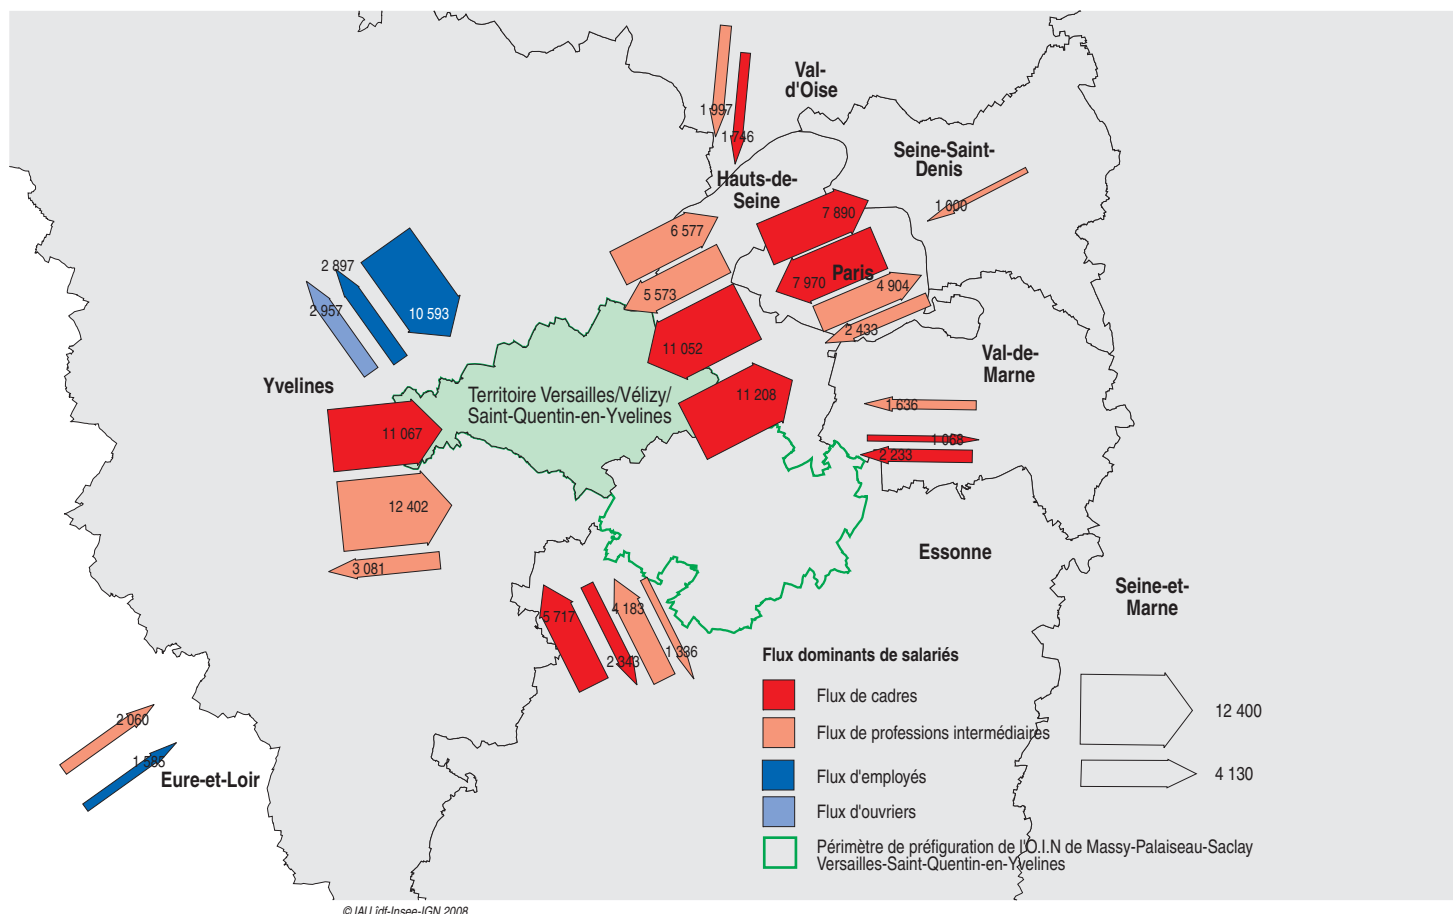 Val-
d'Oise
1 997
1 746
Seine-Saint-
Denis
1 600
Hauts-de-
Seine
7 890
6 577
7 970
Paris
4 904
5 573
2 433
2 897
2 957
10 593
11 052
Val-de-
Marne
Yvelines
Territoire Versailles/Vélizy/
Saint-Quentin-en-Yvelines
11 208
1 636
11 067
1 068
2 233
12 402
3 081
Essonne
Seine-et-
Marne
5 717
4 183
2 343
1 336
2 060
1 585
Eure-et-Loir
Flux dominants de salariés
Flux de cadres
Flux de professions intermédiaires
Flux d'employés
Flux d'ouvriers
Périmètre de préfiguration de l'O.I.N de Massy-Palaiseau-Saclay
Versailles-Saint-Quentin-en-Yvelines
12 400
4 130
© IAU îdf-Insee-IGN 2008